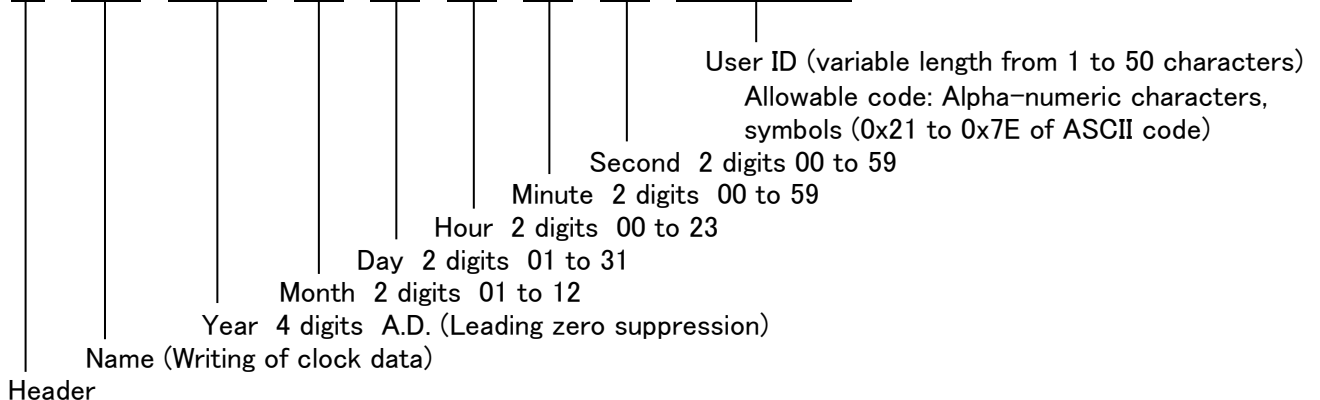 User ID (variable length from 1 to 50 characters)
Allowable code: Alpha-numeric characters,
symbols (0x21 to 0x7E of ASCII code)
Second 2 digits 00 to 59
Minute 2 digits 00 to 59
Hour 2 digits 00 to 23
Day 2 digits 01 to 31
Month 2 digits 01 to 12
Year 4 digits A.D. (Leading zero suppression)
Name (Writing of clock data)
Header